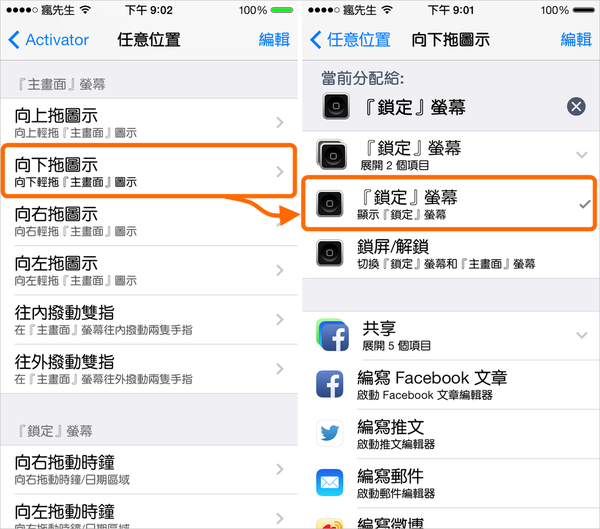 瘋先生 下午 9:02 100%
Activator 任意位置 編輯
『主畫面』螢幕
向上拖圖示
向上輕拖『主畫面』圖示
向下拖圖示
向下輕拖『主畫面』圖示
向右拖圖示
向右輕拖『主畫面』圖示
向左拖圖示
向左輕拖『主畫面』圖示
往內撥動雙指
在『主畫面』螢幕往內撥動兩隻手指
往外撥動雙指
在『主畫面』螢幕往外撥動兩隻手指
『鎖定』螢幕
向右拖動時鐘
向右拖動時鐘/日期區域
向左拖動時鐘
瘋先生 下午 9:01 100%
任意位置 向下拖圖示 編輯
當前分配給:
『鎖定』螢幕
『鎖定』螢幕
展開 2 個項目
『鎖定』螢幕
顯示『鎖定』螢幕
鎖屏/解鎖
切換『鎖定』螢幕和『主畫面』螢幕
共享
展開 5 個項目
編寫 Facebook 文章
啟動 Facebook 文章編輯器
編寫推文
啟動推文編輯器
編寫郵件
啟動郵件編輯器
編寫微博